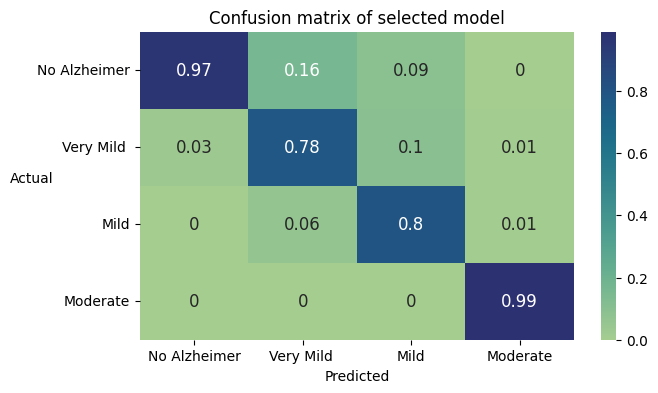 Confusion matrix of selected model
No Alzheimer 0.97 0.16 0.09 0
Very Mild 0.03 0.78 0.1 0.01
Actual
Mild 0 0.06 0.8 0.01
Moderate 0 0 0 0.99
No Alzheimer Very Mild Mild Moderate
Predicted
0.8
0.6
0.4
0.2
0.0